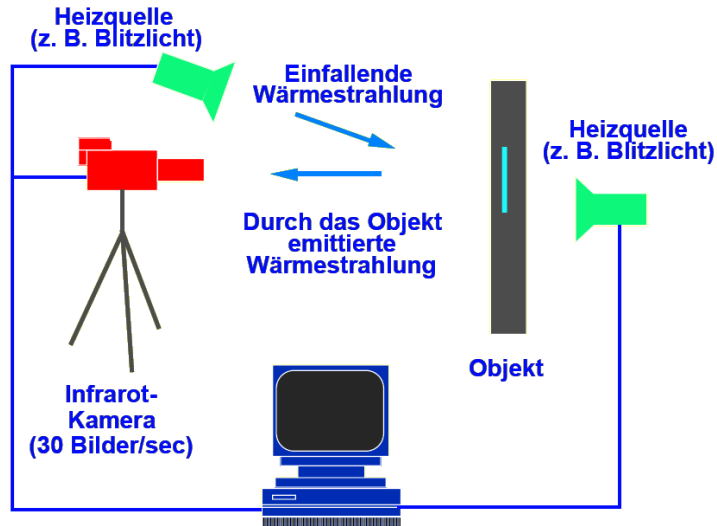 Heizquelle
(z. B. Blitzlicht)
Einfallende
Wärmestrahlung
Heizquelle
(z. B. Blitzlicht)
Durch das Objekt
emittierte
Wärmestrahlung
Objekt
Infrarot-
Kamera
(30 Bilder/sec)